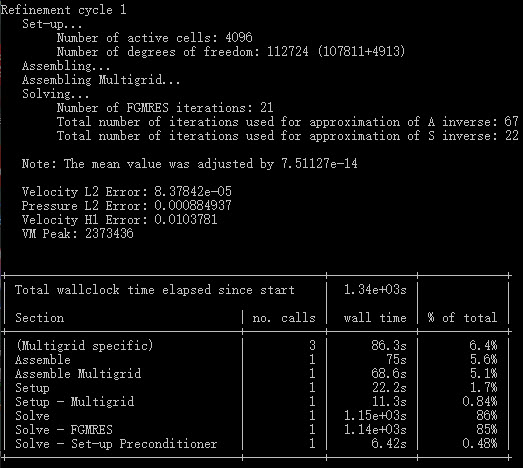 Refinement cycle 1
Set-up...
Number of active cells: 4096
Number of degrees of freedom: 112724 (107811+4913)
Assembling...
Assembling Multigrid...
Solving...
Number of FGMRES iterations: 21
Total number of iterations used for approximation of A inverse: 67
Total number of iterations used for approximation of S inverse: 22
Note: The mean value was adjusted by 7.51127e-14
Velocity L2 Error: 8.37842e-05
Pressure L2 Error: 0.000884937
Velocity H1 Error: 0.0103781
VM Peak: 2373436
Total wallclock time elapsed since start 1.34e+03s
Section no. calls wall time % of total
(Multigrid specific) 3 86.3s 6.4%
Assemble 1 75s 5.6%
Assemble Multigrid 1 68.6s 5.1%
Setup 1 22.2s 1.7%
Setup - Multigrid 1 11.3s 0.84%
Solve 1 1.15e+03s 86%
Solve - FGMRES 1 1.14e+03s 85%
Solve - Set-up Preconditioner 1 6.42s 0.48%